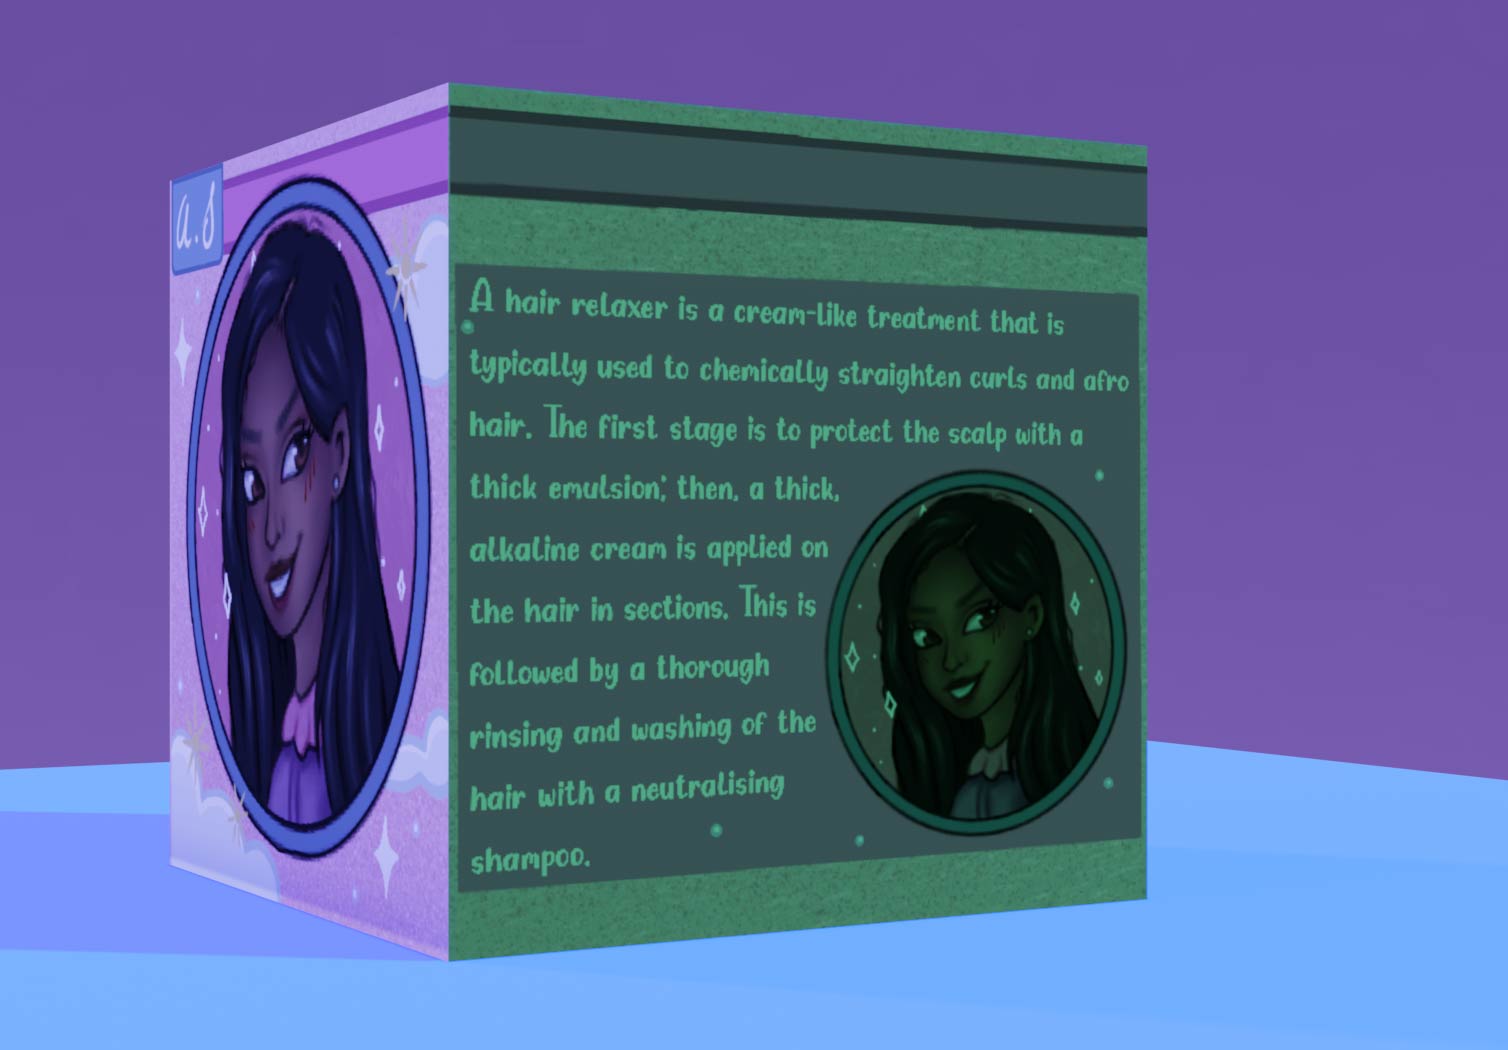 a.s
A hair relaxer is a cream-like treatment that is
typically used to chemically straighten curls and afro
hair. The first stage is to protect the scalp with a
thick emulsion; then, a thick,
alkaline cream is applied on
the hair in sections. This is
followed by a thorough
rinsing and washing of the
hair with a neutralising
shampoo.